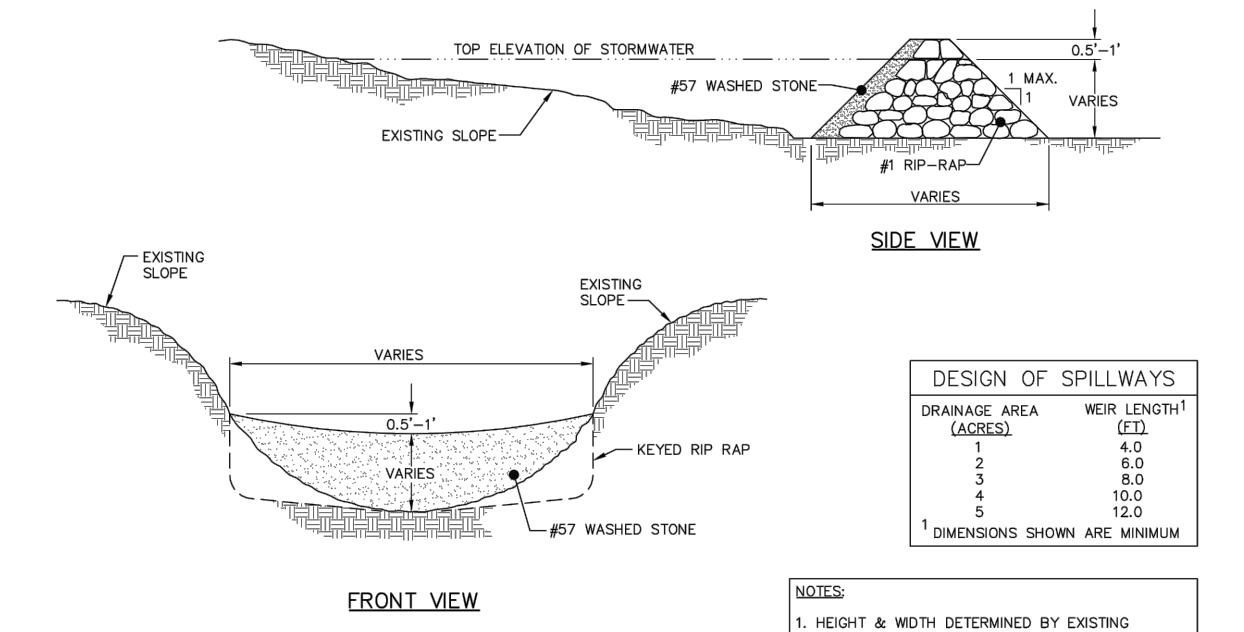 TOP ELEVATION OF STORMWATER
0.5'-1'
#57 WASHED STONE
1 MAX.
1
VARIES
EXISTING SLOPE
#1 RIP-RAP
VARIES
SIDE VIEW
EXISTING
SLOPE
EXISTING
SLOPE
VARIES
0.5'-1'
KEYED RIP RAP
VARIES
#57 WASHED STONE
FRONT VIEW
DESIGN OF SPILLWAYS
DRAINAGE AREA WEIR LENGTH1
(ACRES) (FT)
1 4.0
2 6.0
3 8.0
4 10.0
5 12.0
1 DIMENSIONS SHOWN ARE MINIMUM
NOTES:
1. HEIGHT & WIDTH DETERMINED BY EXISTING